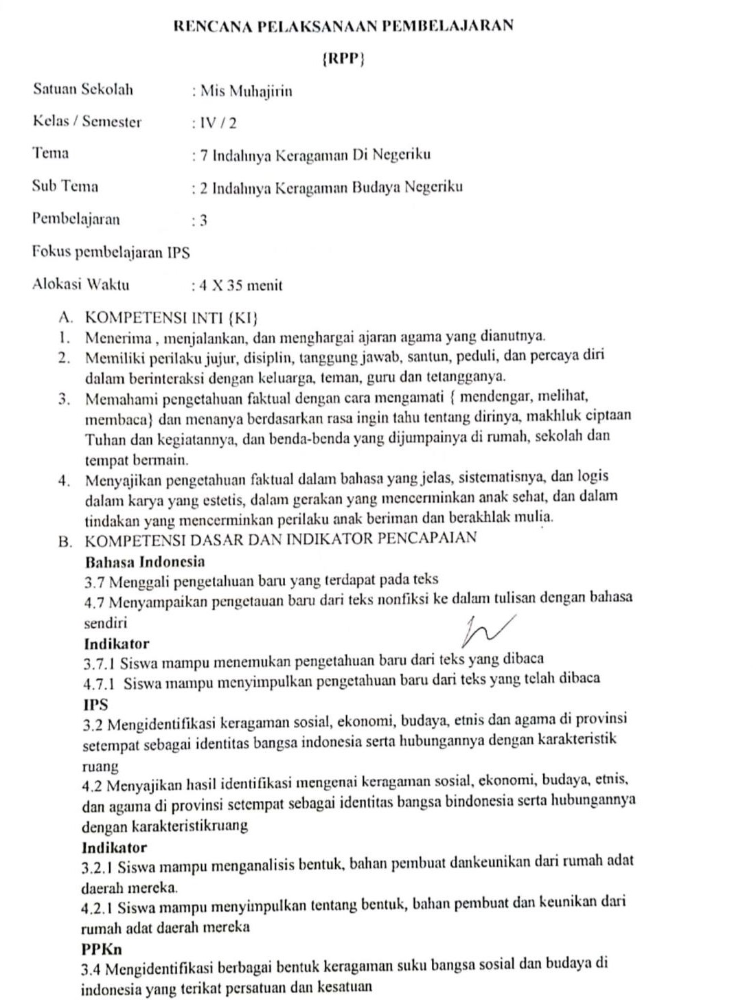 RENCANA PELAKSANAAN PEMBELAJARAN
{RPP}
Satuan Sekolah : Mis Muhajirin
Kelas / Semester : IV / 2
Tema : 7 Indahnya Keragaman Di Negeriku
Sub Tema : 2 Indahnya Keragaman Budaya Negeriku
Pembelajaran : 3
Fokus pembelajaran IPS
Alokasi Waktu : 4 X 35 menit
A. KOMPETENSI INTI {KI}
1. Menerima , menjalankan, dan menghargai ajaran agama yang dianutnya.
2. Memiliki perilaku jujur, disiplin, tanggung jawab, santun, peduli, dan percaya diri
dalam berinteraksi dengan keluarga, teman, guru dan tetangganya.
3. Memahami pengetahuan faktual dengan cara mengamati { mendengar, melihat,
membaca} dan menanya berdasarkan rasa ingin tahu tentang dirinya, makhluk ciptaan
Tuhan dan kegiatannya, dan benda-benda yang dijumpainya di rumah, sekolah dan
tempat bermain.
4. Menyajikan pengetahuan faktual dalam bahasa yang jelas, sistematisnya, dan logis
dalam karya yang estetis, dalam gerakan yang mencerminkan anak sehat, dan dalam
tindakan yang mencerminkan perilaku anak beriman dan berakhlak mulia.
B. KOMPETENSI DASAR DAN INDIKATOR PENCAPAIAN
Bahasa Indonesia
3.7 Menggali pengetahuan baru yang terdapat pada teks
4.7 Menyampaikan pengetauan baru dari teks nonfiksi ke dalam tulisan dengan bahasa
sendiri
Indikator
3.7.1 Siswa mampu menemukan pengetahuan baru dari teks yang dibaca
4.7.1 Siswa mampu menyimpulkan pengetahuan baru dari teks yang telah dibaca
IPS
3.2 Mengidentifikasi keragaman sosial, ekonomi, budaya, etnis dan agama di provinsi
setempat sebagai identitas bangsa indonesia serta hubungannya dengan karakteristik
ruang
4.2 Menyajikan hasil identifikasi mengenai keragaman sosial, ekonomi, budaya, etnis,
dan agama di provinsi setempat sebagai identitas bangsa bindonesia serta hubungannya
dengan karakteristikruang
Indikator
3.2.1 Siswa mampu menganalisis bentuk, bahan pembuat dankeunikan dari rumah adat
daerah mereka.
4.2.1 Siswa mampu menyimpulkan tentang bentuk, bahan pembuat dan keunikan dari
rumah adat daerah mereka
PPKn
3.4 Mengidentifikasi berbagai bentuk keragaman suku bangsa sosial dan budaya di
indonesia yang terikat persatuan dan kesatuan